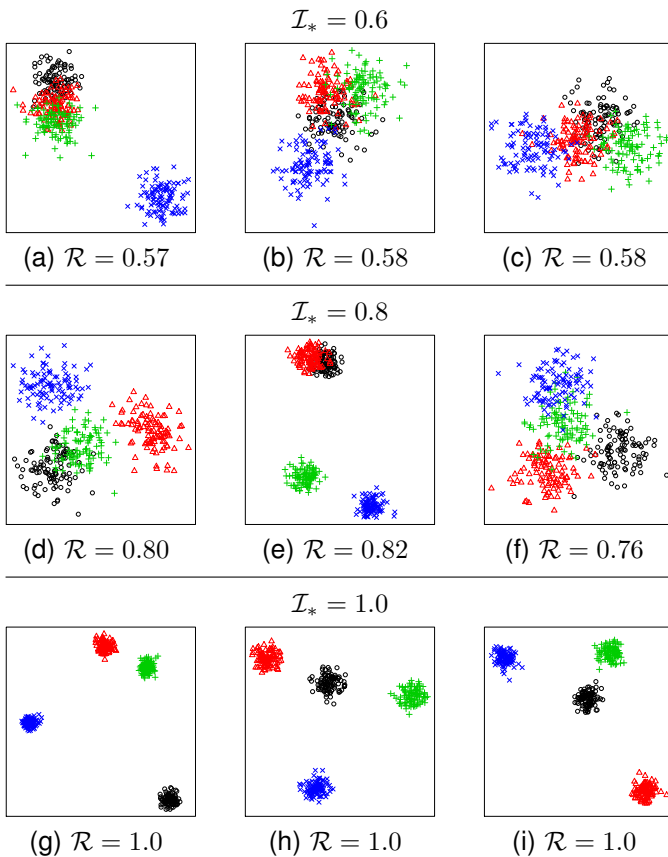 𝓘* = 0.6
(a) 𝓡 = 0.57 (b) 𝓡 = 0.58 (c) 𝓡 = 0.58
𝓘* = 0.8
(d) 𝓡 = 0.80 (e) 𝓡 = 0.82 (f) 𝓡 = 0.76
𝓘* = 1.0
(g) 𝓡 = 1.0 (h) 𝓡 = 1.0 (i) 𝓡 = 1.0